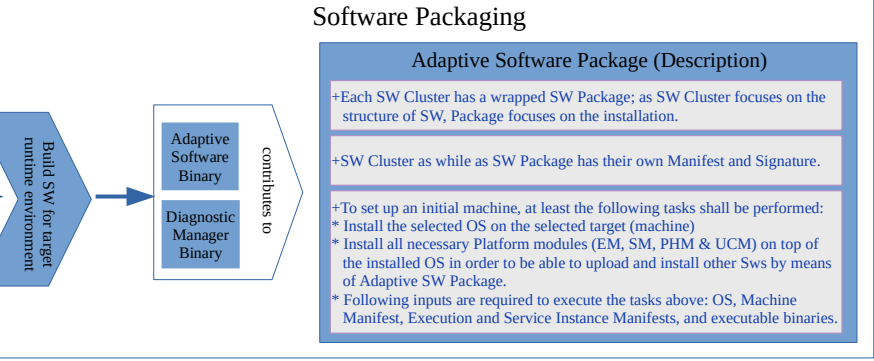 Software Packaging
Build SW for target
runtime environment
Adaptive
Software
Binary
Diagnostic
Manager
Binary
contributes to
Adaptive Software Package (Description)
+Each SW Cluster has a wrapped SW Package; as SW Cluster focuses on the
structure of SW, Package focuses on the installation.
+SW Cluster as while as SW Package has their own Manifest and Signature.
+To set up an initial machine, at least the following tasks shall be performed:
* Install the selected OS on the selected target (machine)
* Install all necessary Platform modules (EM, SM, PHM & UCM) on top of
the installed OS in order to be able to upload and install other Sws by means
of Adaptive SW Package.
* Following inputs are required to execute the tasks above: OS, Machine
Manifest, Execution and Service Instance Manifests, and executable binaries.